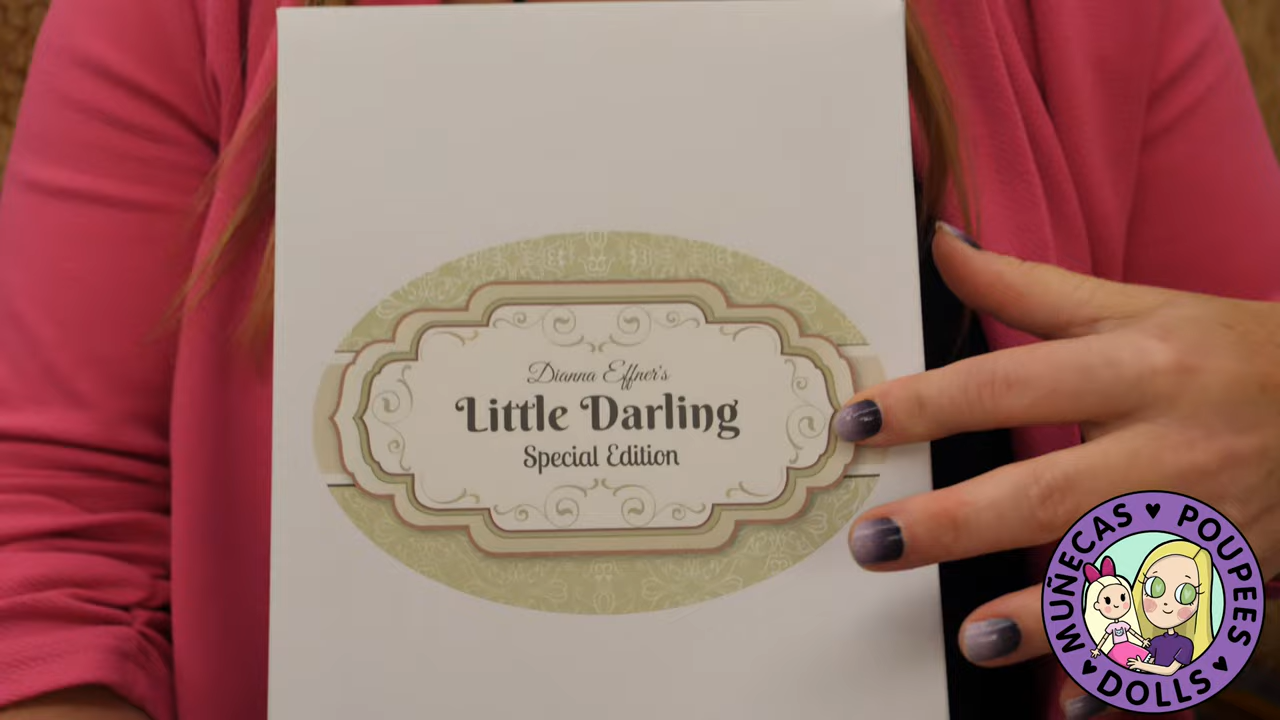 Dianna Effner's
Little Darling
Special Edition
MUÑECAS ♥ POUPEES ♥ DOLLS ♥